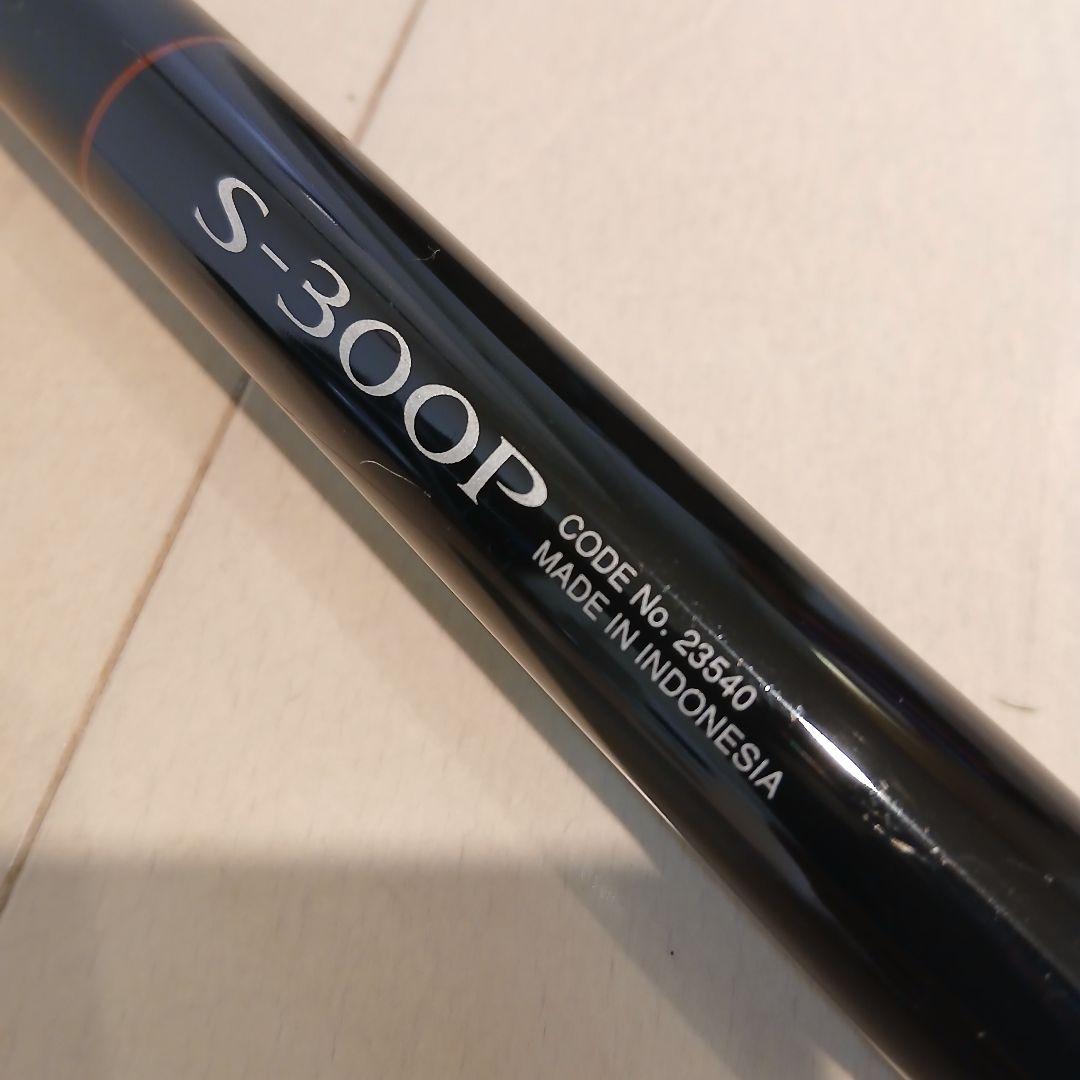 S-300P
CODE No. 23540
MADE IN INDONESIA